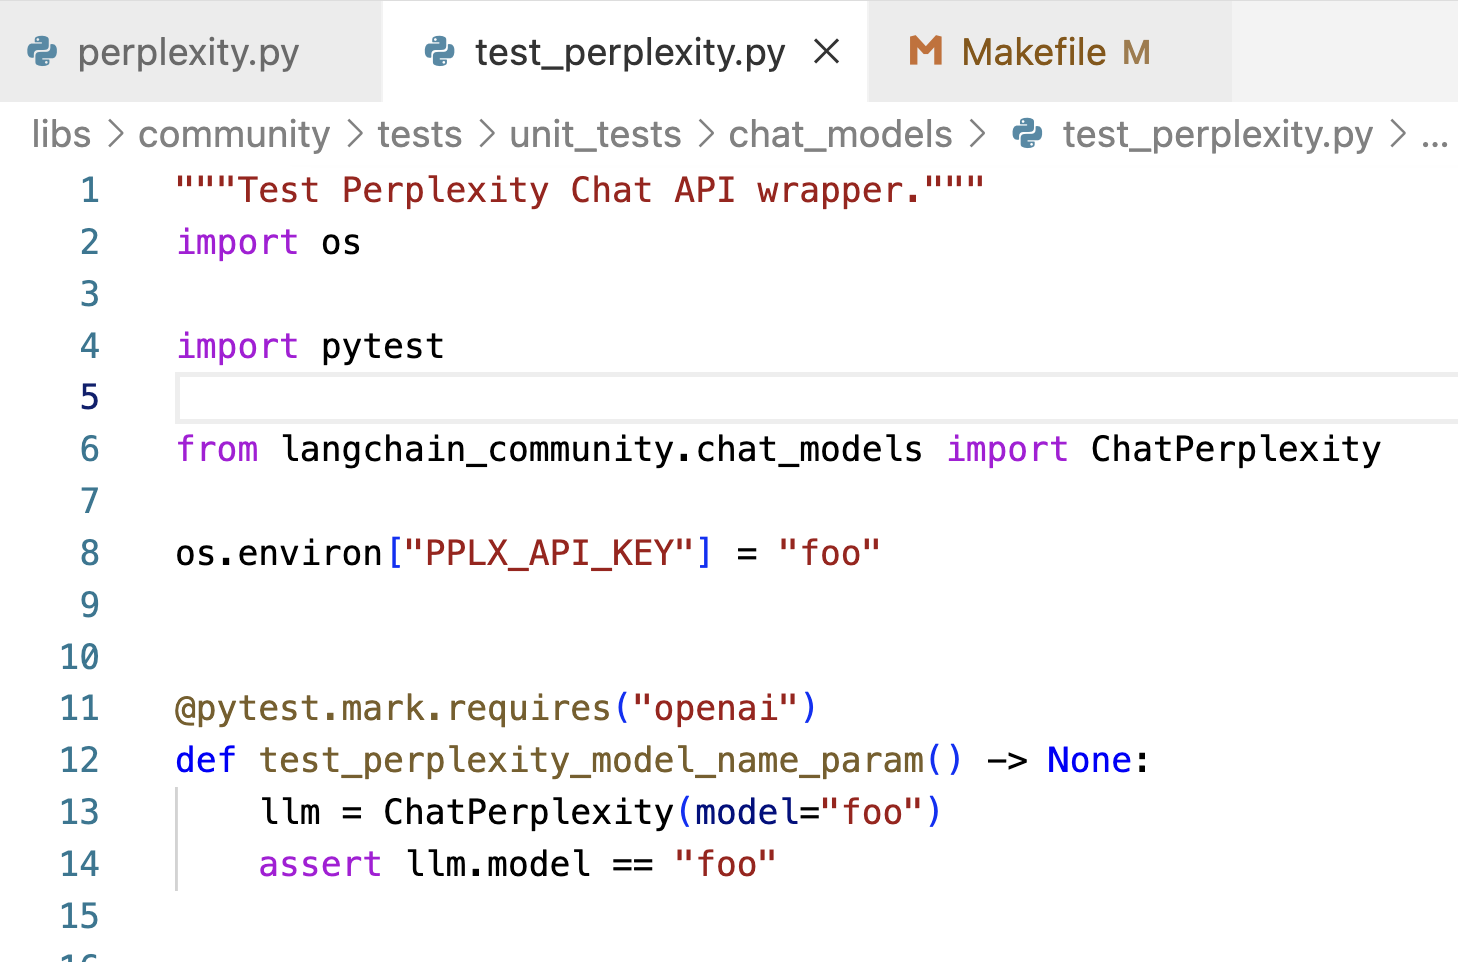 perplexity.py
test_perplexity.py
Makefile M
libs > community > tests > unit_tests > chat_models > test_perplexity.py > ...
1 """Test Perplexity Chat API wrapper."""
2 import os
3
4 import pytest
5
6 from langchain_community.chat_models import ChatPerplexity
7
8 os.environ["PPLX_API_KEY"] = "foo"
9
10
11 @pytest.mark.requires("openai")
12 def test_perplexity_model_name_param() -> None:
13     llm = ChatPerplexity(model="foo")
14     assert llm.model == "foo"
15